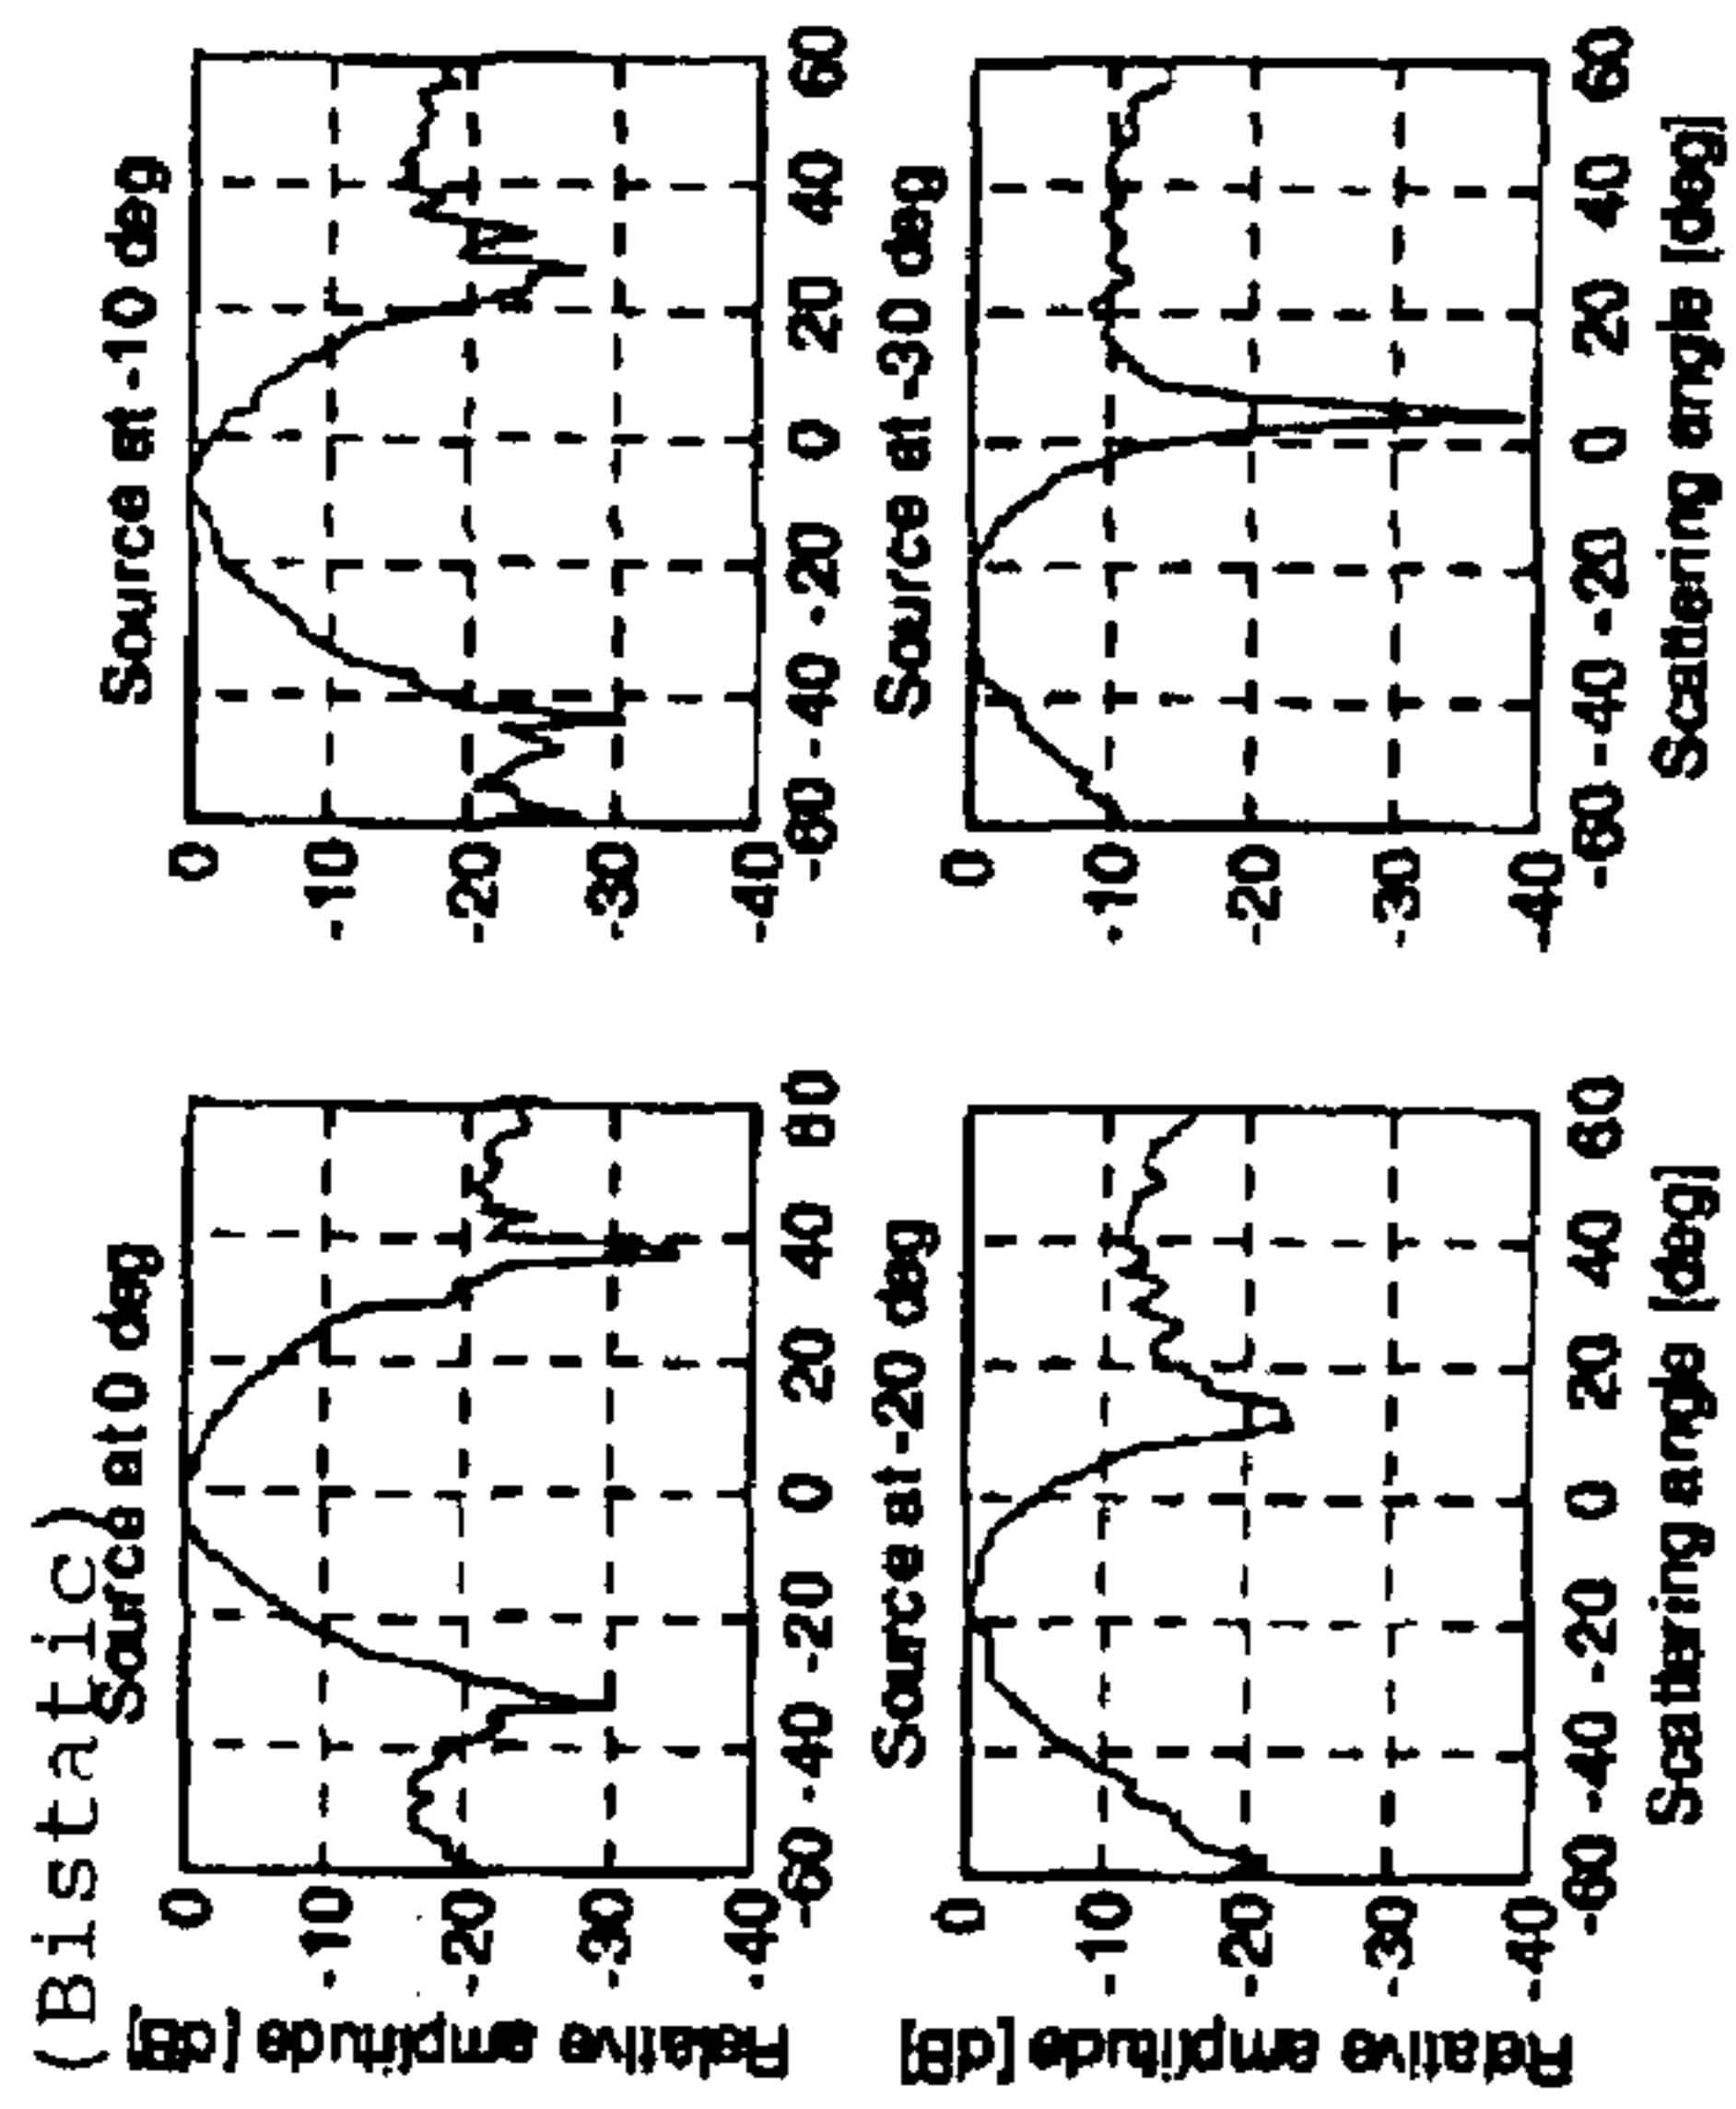 (Bistatic)
Source at 0 deg
0
-10
-20
-30
-40
-60 -40 -20 0 20 40 60
Relative amplitude [dB]
Source at -10 deg
0
-10
-20
-30
-40
-60 -40 -20 0 20 40 60
Source at -20 deg
0
-10
-20
-30
-40
-60 -40 -20 0 20 40 60
Relative amplitude [dB]
Scattering angle [deg]
Source at -30 deg
0
-10
-20
-30
-40
-60 -40 -20 0 20 40 60
Scattering angle [deg]